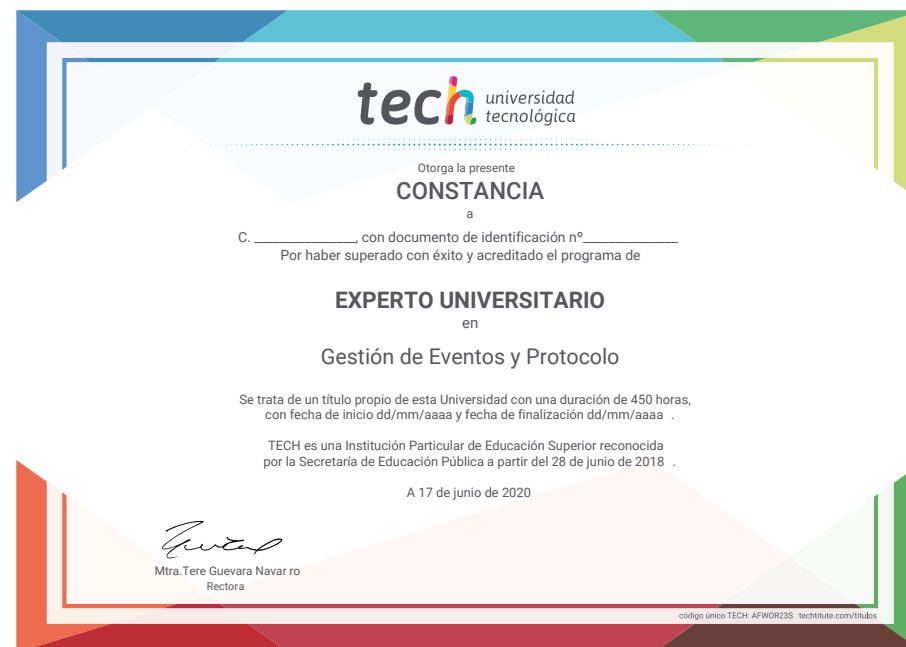 tech universidad
tecnológica
Otorga la presente
CONSTANCIA
a
C. _______________, con documento de identificación nº______________
Por haber superado con éxito y acreditado el programa de
EXPERTO UNIVERSITARIO
en
Gestión de Eventos y Protocolo
Se trata de un título propio de esta Universidad con una duración de 450 horas,
con fecha de inicio dd/mm/aaaa y fecha de finalización dd/mm/aaaa .
TECH es una Institución Particular de Educación Superior reconocida
por la Secretaría de Educación Pública a partir del 28 de junio de 2018 .
A 17 de junio de 2020
Mtra.Tere Guevara Navar ro
Rectora
código único TECH: AFWOR23S techtitute.com/titulos